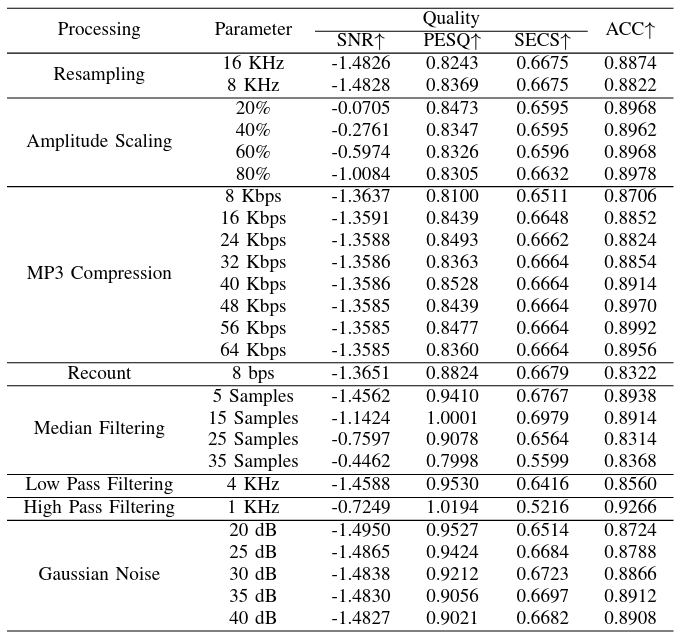 Processing Parameter Quality ACC↑
SNR↑ PESQ↑ SECS↑
Resampling 16 KHz -1.4826 0.8243 0.6675 0.8874
8 KHz -1.4828 0.8369 0.6675 0.8822
Amplitude Scaling 20% -0.0705 0.8473 0.6595 0.8968
40% -0.2761 0.8347 0.6595 0.8962
60% -0.5974 0.8326 0.6596 0.8968
80% -1.0084 0.8305 0.6632 0.8978
MP3 Compression 8 Kbps -1.3637 0.8100 0.6511 0.8706
16 Kbps -1.3591 0.8439 0.6648 0.8852
24 Kbps -1.3588 0.8493 0.6662 0.8824
32 Kbps -1.3586 0.8363 0.6664 0.8854
40 Kbps -1.3586 0.8528 0.6664 0.8914
48 Kbps -1.3585 0.8439 0.6664 0.8970
56 Kbps -1.3585 0.8477 0.6664 0.8992
64 Kbps -1.3585 0.8360 0.6664 0.8956
Recount 8 bps -1.3651 0.8824 0.6679 0.8322
Median Filtering 5 Samples -1.4562 0.9410 0.6767 0.8938
15 Samples -1.1424 1.0001 0.6979 0.8914
25 Samples -0.7597 0.9078 0.6564 0.8314
35 Samples -0.4462 0.7998 0.5599 0.8368
Low Pass Filtering 4 KHz -1.4588 0.9530 0.6416 0.8560
High Pass Filtering 1 KHz -0.7249 1.0194 0.5216 0.9266
Gaussian Noise 20 dB -1.4950 0.9527 0.6514 0.8724
25 dB -1.4865 0.9424 0.6684 0.8788
30 dB -1.4838 0.9212 0.6723 0.8866
35 dB -1.4830 0.9056 0.6697 0.8912
40 dB -1.4827 0.9021 0.6682 0.8908